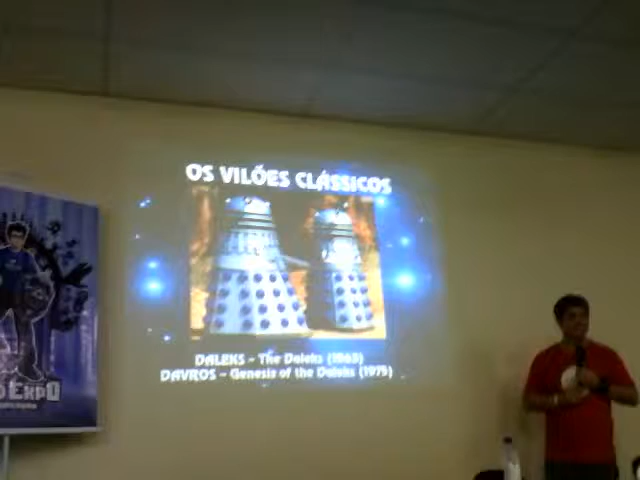 OS VILÕES CLÁSSICOS
DALEKS - The Daleks (1963)
DAVROS - Genesis of the Daleks (1975)
EXPO